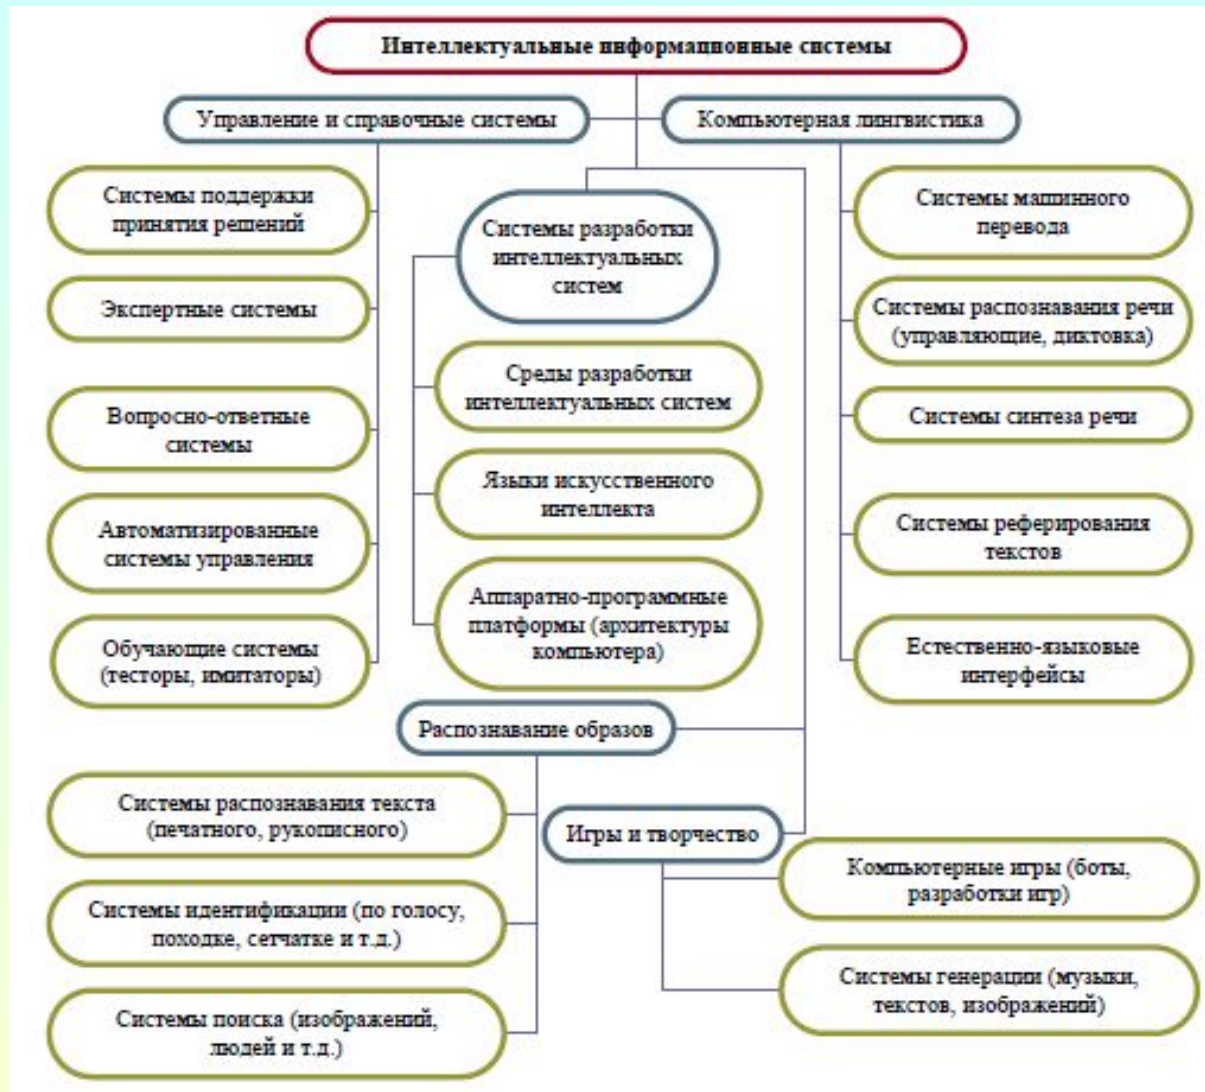 Интеллектуальные информационные системы
Управление и справочные системы
Компьютерная лингвистика
Системы поддержки
принятия решений
Экспертные системы
Вопросно-ответные
системы
Автоматизированные
системы управления
Обучающие системы
(тесторы, имитаторы)
Системы разработки
интеллектуальных
систем
Среды разработки
интеллектуальных систем
Языки искусственного
интеллекта
Аппаратно-программные
платформы (архитектуры
компьютера)
Системы машинного
перевода
Системы распознавания речи
(управляющие, диктовка)
Системы синтеза речи
Системы реферирования
текстов
Естественно-языковые
интерфейсы
Распознавание образов
Системы распознавания текста
(печатного, рукописного)
Системы идентификации (по голосу,
походке, сетчатке и т.д.)
Системы поиска (изображений,
людей и т.д.)
Игры и творчество
Компьютерные игры (боты,
разработки игр)
Системы генерации (музыки,
текстов, изображений)